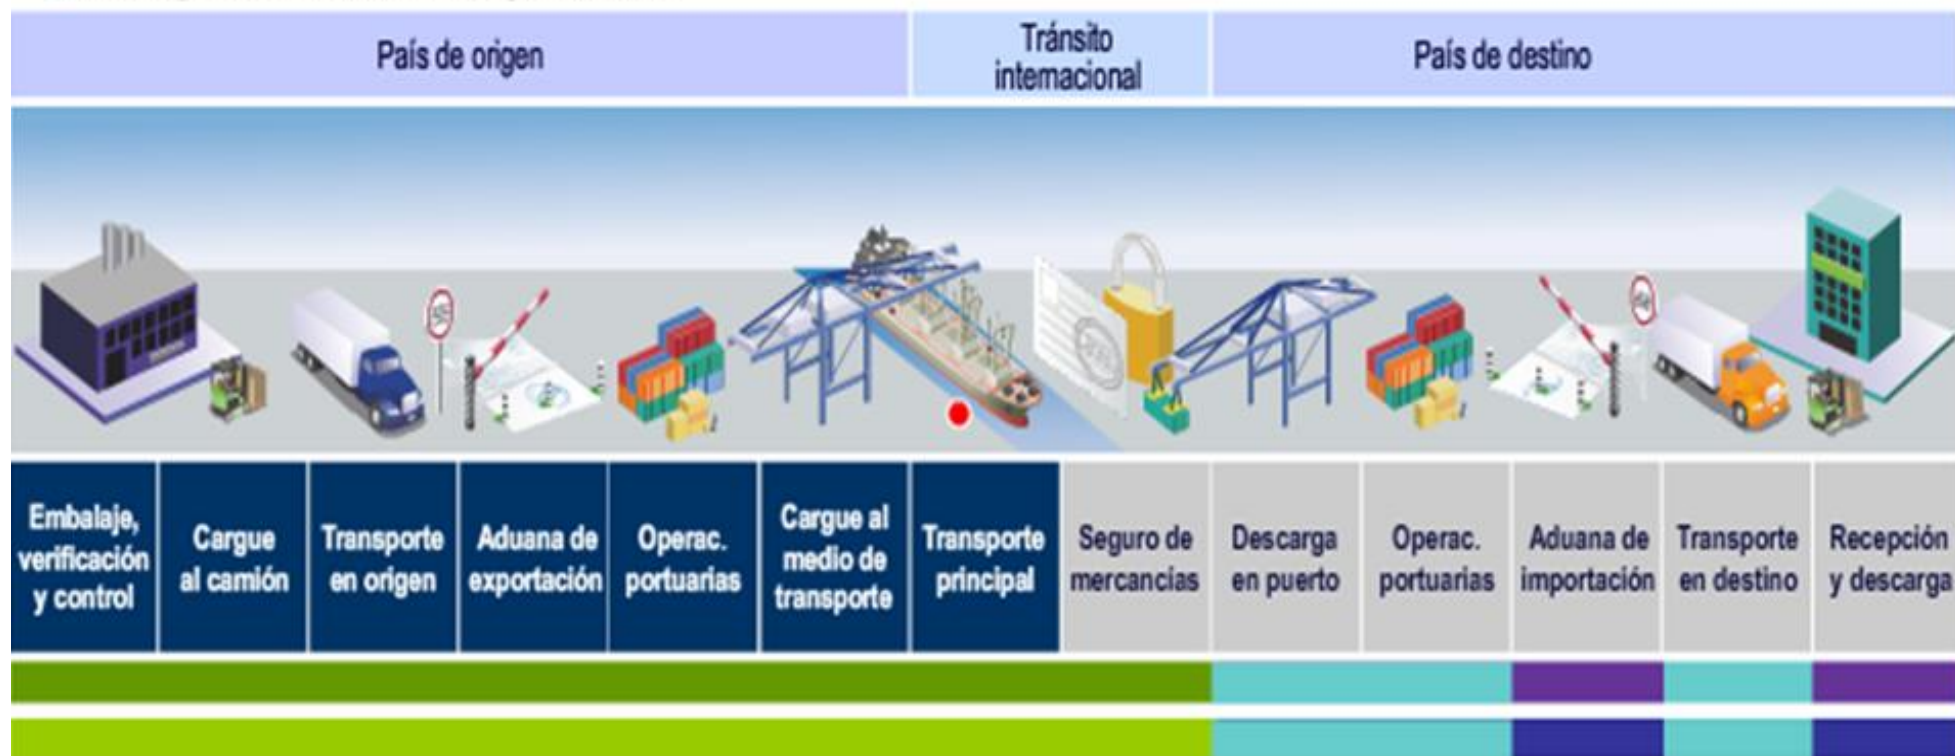 País de origen
Tránsito
internacional
País de destino
Embalaje,
verificación
y control
Cargue
al camión
Transporte
en origen
Aduana de
exportación
Operac.
portuarias
Cargue al
medio de
transporte
Transporte
principal
Seguro de
mercancías
Descarga
en puerto
Operac.
portuarias
Aduana de
importación
Transporte
en destino
Recepción
y descarga